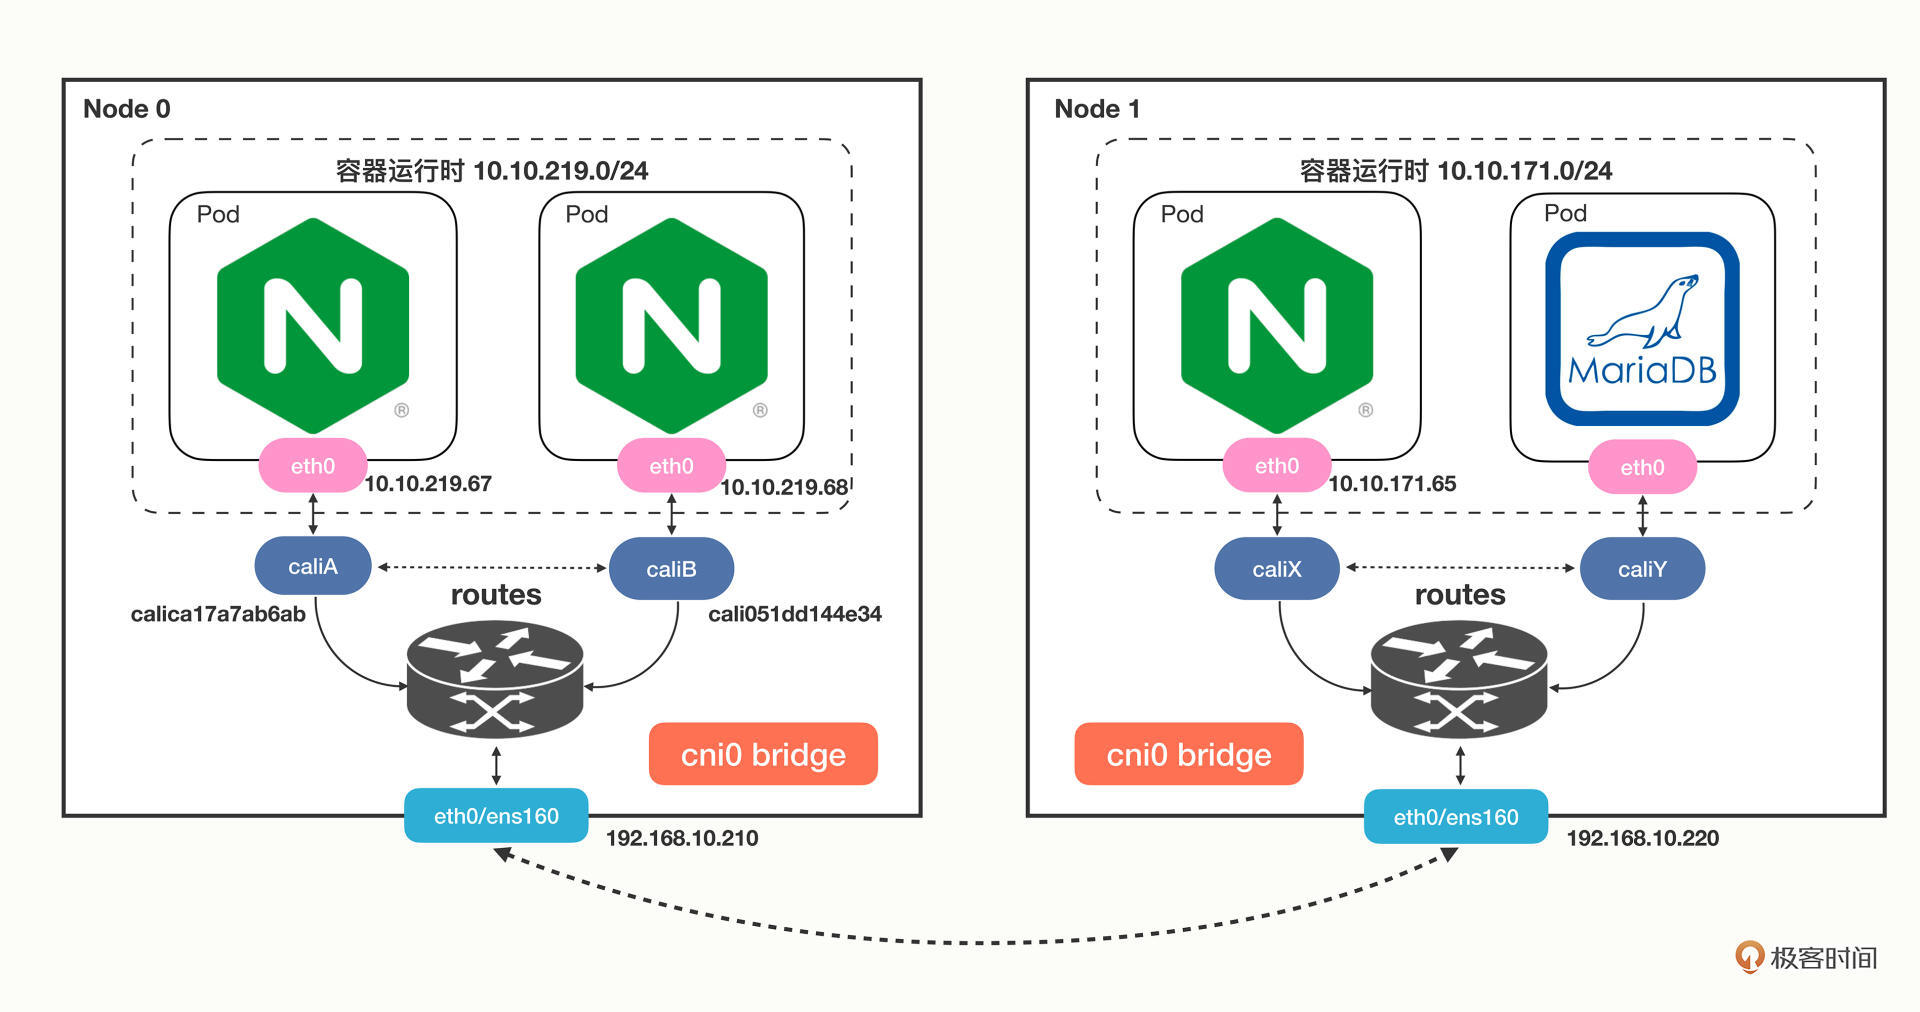 Node 0
容器运行时 10.10.219.0/24
Pod
Pod
®
®
eth0
10.10.219.67
eth0
10.10.219.68
caliA
caliB
calica17a7ab6ab
routes
cali051dd144e34
cni0 bridge
eth0/ens160
192.168.10.210
Node 1
容器运行时 10.10.171.0/24
Pod
Pod
®
MariaDB
eth0
10.10.171.65
eth0
caliX
caliY
routes
cni0 bridge
eth0/ens160
192.168.10.220
极客时间